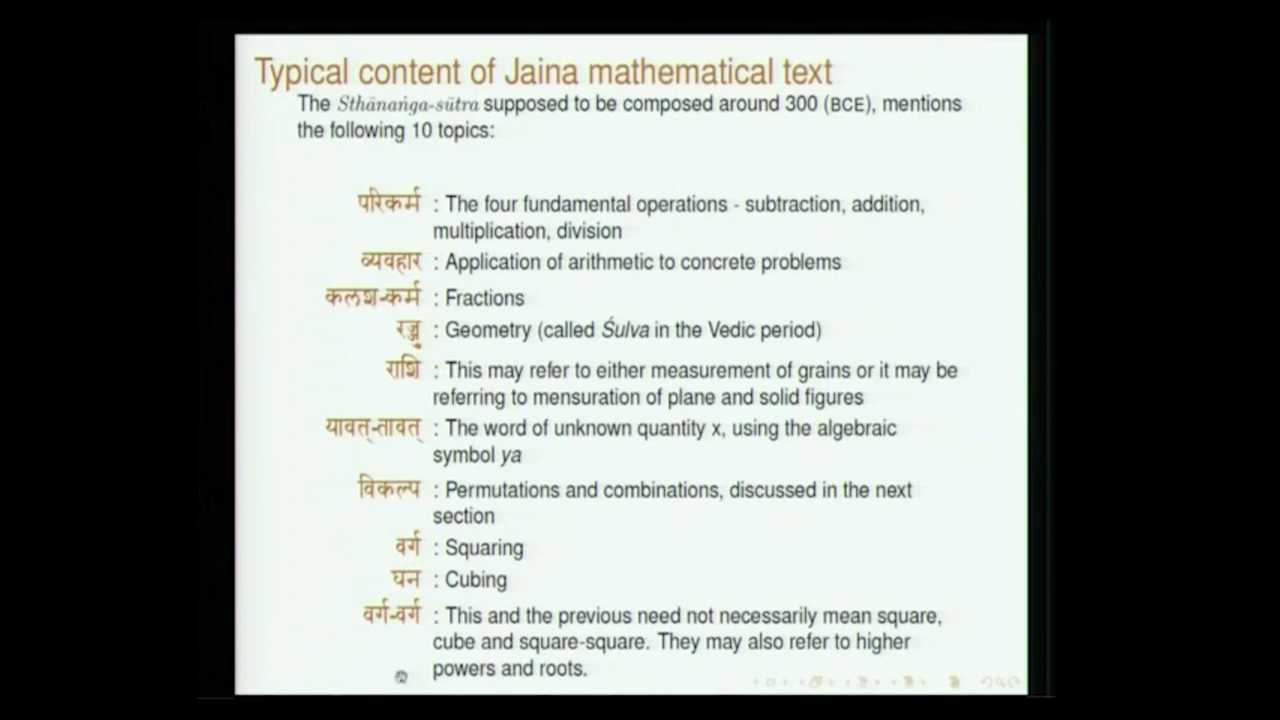 Typical content of Jaina mathematical text
The Sthānaṅga-sūtra supposed to be composed around 300 (BCE), mentions
the following 10 topics:
परिकर्म : The four fundamental operations - subtraction, addition,
multiplication, division
व्यवहार : Application of arithmetic to concrete problems
कलश-कर्म : Fractions
रज्जु : Geometry (called Śulva in the Vedic period)
राशि : This may refer to either measurement of grains or it may be
referring to mensuration of plane and solid figures
यावत्-तावत् : The word of unknown quantity x, using the algebraic
symbol ya
विकल्प : Permutations and combinations, discussed in the next
section
वर्ग : Squaring
घन : Cubing
वर्ग-वर्ग : This and the previous need not necessarily mean square,
cube and square-square. They may also refer to higher
powers and roots.